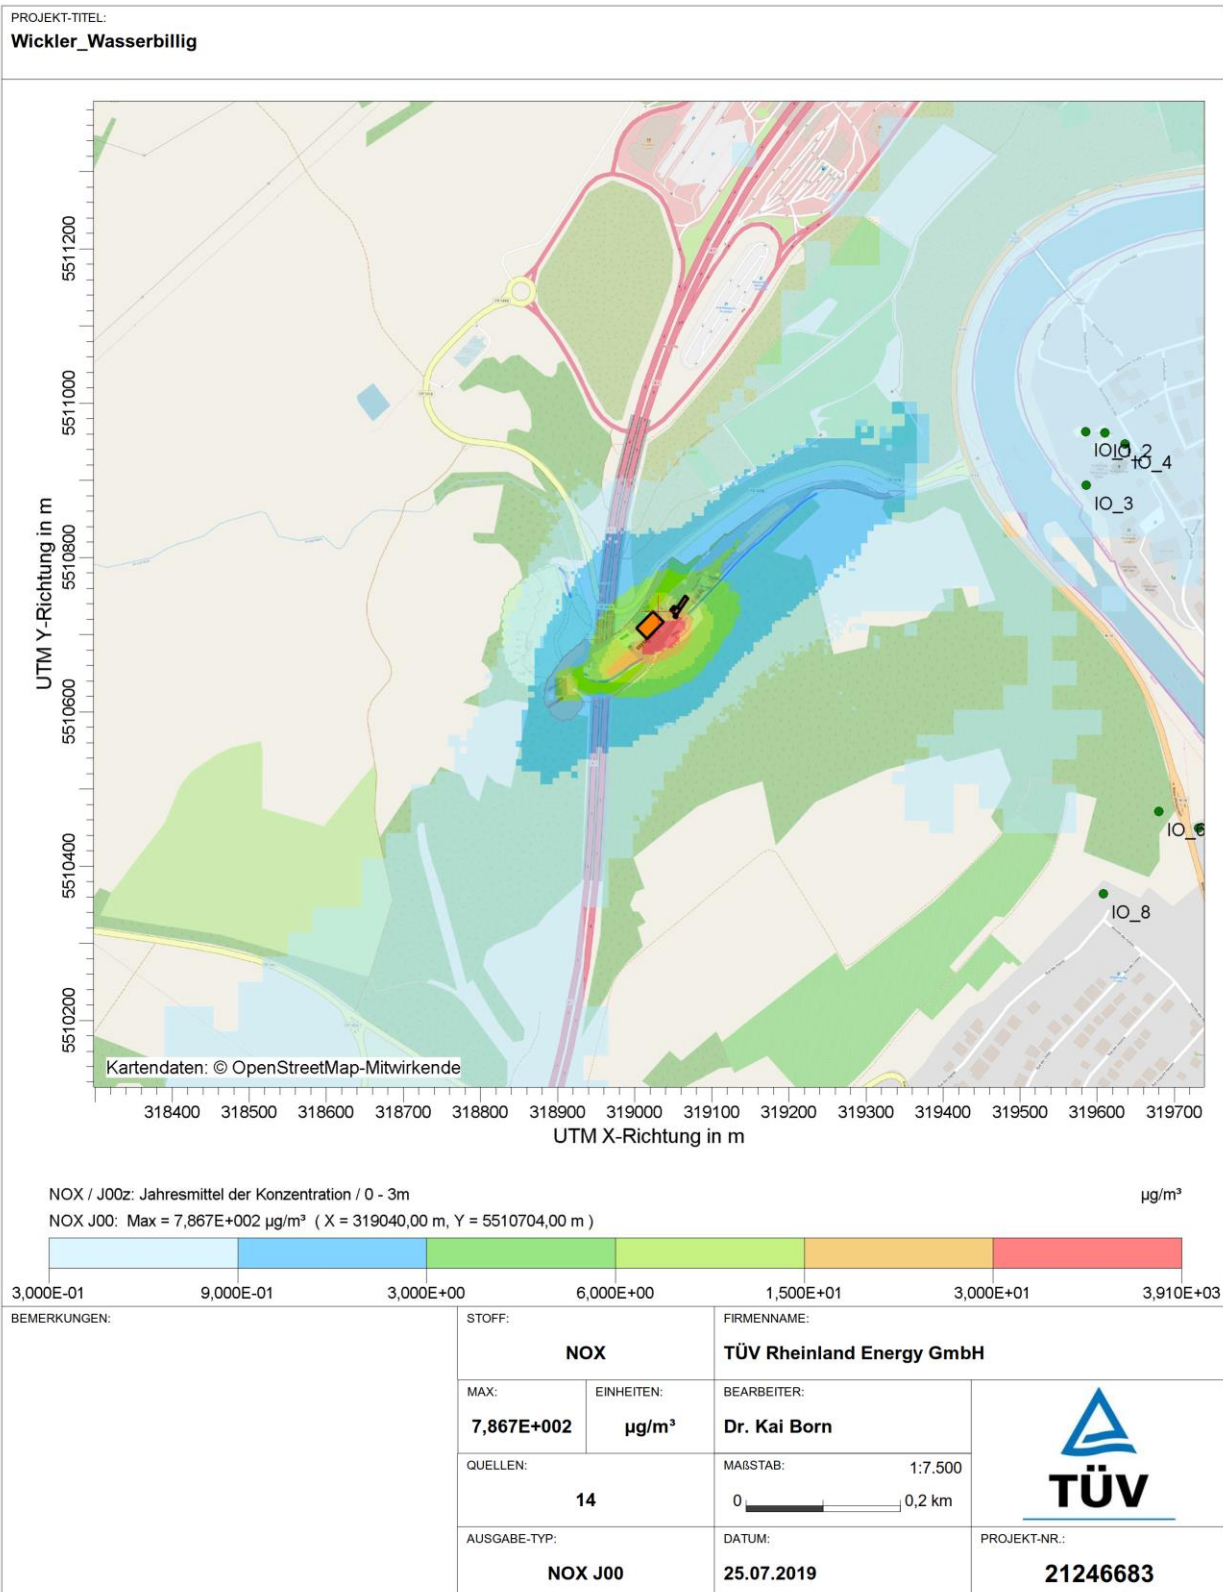 PROJEKT-TITEL:
Wickler_Wasserbillig
UTM Y-Richtung in m
5511200
5511000
5510800
5510600
5510400
5510200
IO_2
IO_4
IO_3
IO_8
Kartendaten: © OpenStreetMap-Mitwirkende
318400 318500 318600 318700 318800 318900 319000 319100 319200 319300 319400 319500 319600 319700
UTM X-Richtung in m
NOX / J00z: Jahresmittel der Konzentration / 0 - 3m µg/m³
NOX J00: Max = 7,867E+002 µg/m³ ( X = 319040,00 m, Y = 5510704,00 m )
3,000E-01 9,000E-01 3,000E+00 6,000E+00 1,500E+01 3,000E+01 3,910E+03
BEMERKUNGEN:
STOFF:
NOX
FIRMENNAME:
TÜV Rheinland Energy GmbH
MAX:
7,867E+002
EINHEITEN:
µg/m³
BEARBEITER:
Dr. Kai Born
QUELLEN:
14
MAßSTAB: 1:7.500
0 0,2 km
TÜV
AUSGABE-TYP:
NOX J00
DATUM:
25.07.2019
PROJEKT-NR.:
21246683